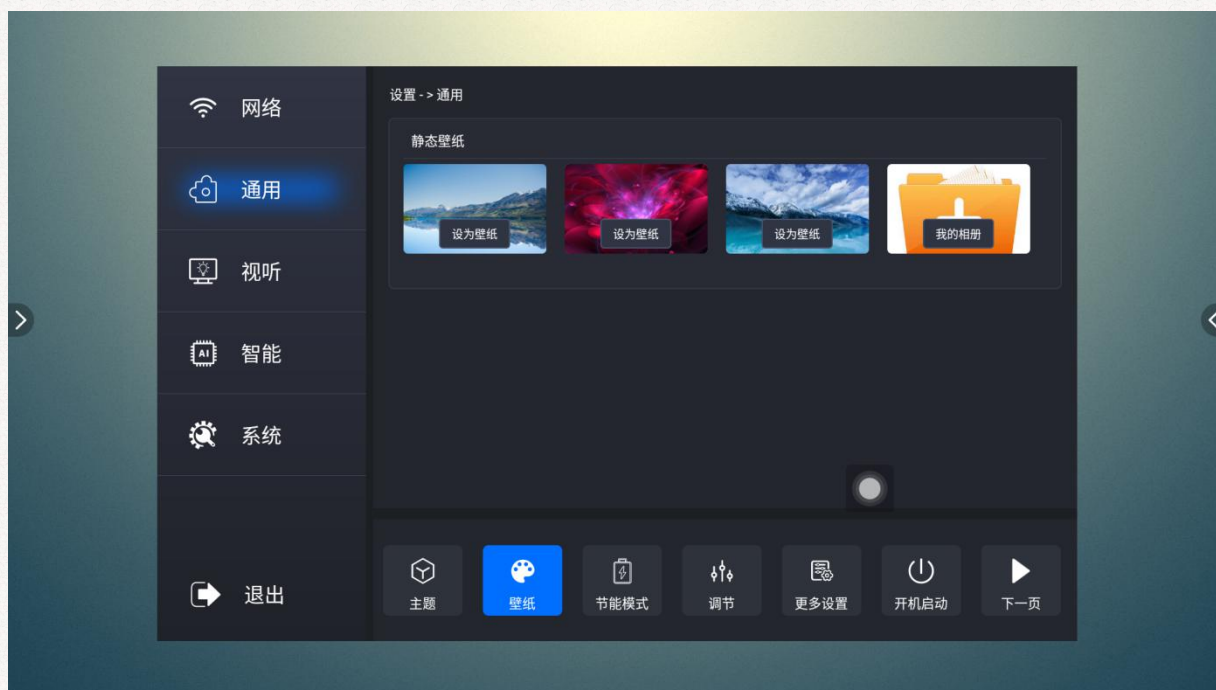 网络
通用
视听
智能
系统
退出
设置 - > 通用
静态壁纸
设为壁纸
设为壁纸
设为壁纸
我的相册
主题
壁纸
节能模式
调节
更多设置
开机启动
下一页
AI